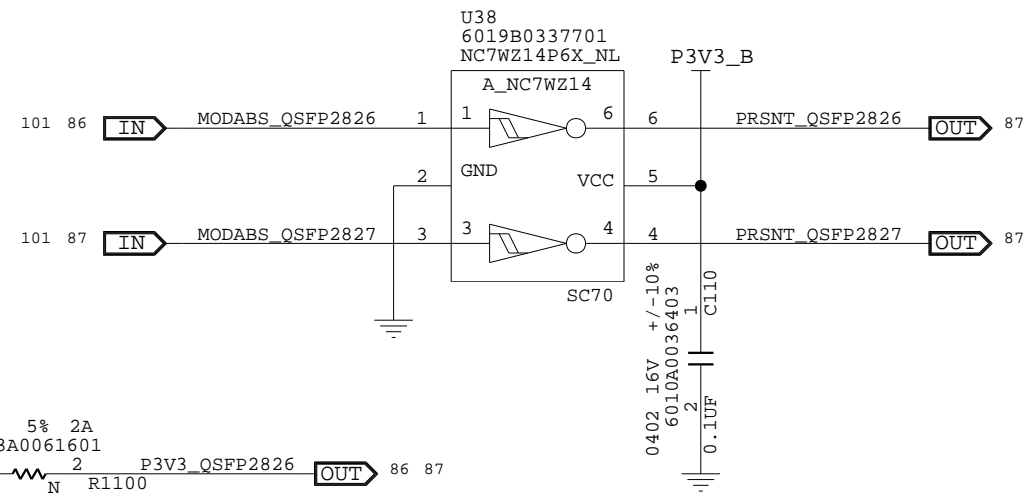 U38
6019B0337701
NC7WZ14P6X_NL
P3V3_B
A_NC7WZ14
101 86 IN MODABS_QSFP2826 1 1 6 6 PRSNT_QSFP2826 OUT 87
2 GND VCC 5
101 87 IN MODABS_QSFP2827 3 3 4 4 PRSNT_QSFP2827 OUT 87
SC70
0402 16V +/-10%
6010A0036403
1
2
C110
0.1UF
5% 2A
3A0061601
2 P3V3_QSFP2826 OUT 86 87
N R1100